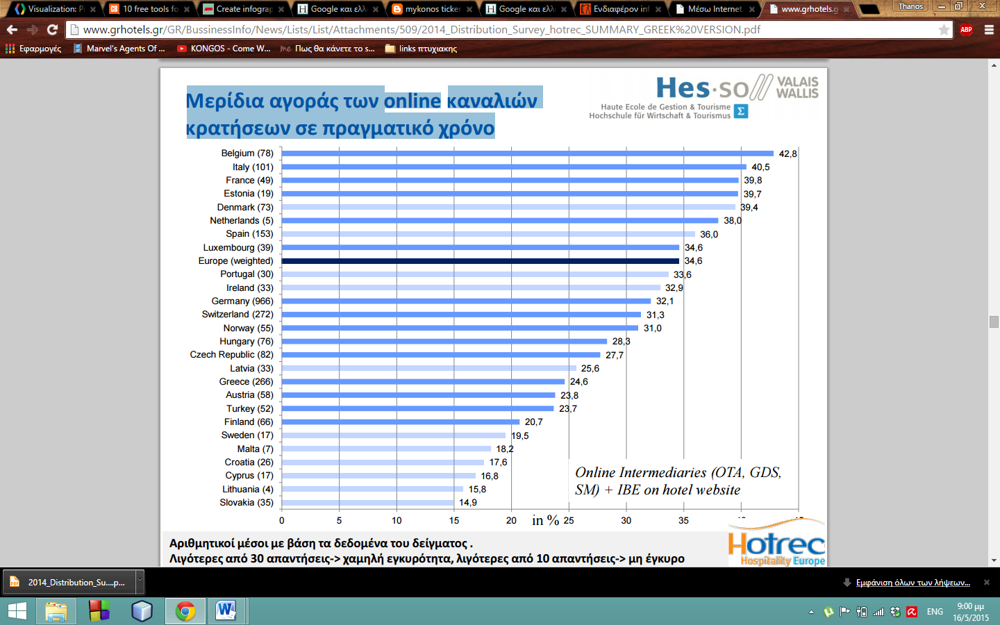 Visualization: P
10 free tools fo
Create infograp
Google και ελλ
mykonos ticker
Google και ελλ
Ενδιαφέρον inf
Μέσω Internet
www.grhotels.g
Thanos
www.grhotels.gr/GR/BussinessInfo/News/Lists/List/Attachments/509/2014_Distribution_Survey_hotrec_SUMMARY_GREEK%20VERSION.pdf
ABP
Εφαρμογές
Marvel's Agents Of ...
KONGOS - Come W...
me Πως θα κάνετε το s...
links πτυχιακης
Μερίδια αγοράς των online καναλιών
κρατήσεων σε πραγματικό χρόνο
Hes·so VALAIS
WALLIS
Haute Ecole de Gestion & Tourisme
Hochschule für Wirtschaft & Tourismus Σ
Belgium (78) 42,8
Italy (101) 40,5
France (49) 39,8
Estonia (19) 39,7
Denmark (73) 39,4
Netherlands (5) 38,0
Spain (153) 36,0
Luxembourg (39) 34,6
Europe (weighted) 34,6
Portugal (30) 33,6
Ireland (33) 32,9
Germany (966) 32,1
Switzerland (272) 31,3
Norway (55) 31,0
Hungary (76) 28,3
Czech Republic (82) 27,7
Latvia (33) 25,6
Greece (266) 24,6
Austria (58) 23,8
Turkey (52) 23,7
Finland (66) 20,7
Sweden (17) 19,5
Malta (7) 18,2
Croatia (26) 17,6
Cyprus (17) 16,8
Lithuania (4) 15,8
Slovakia (35) 14,9
Online Intermediaries (OTA, GDS,
SM) + IBE on hotel website
0 5 10 15 20 in % 25 30 35
Αριθμητικοί μέσοι με βάση τα δεδομένα του δείγματος .
Λιγότερες από 30 απαντήσεις-> χαμηλή εγκυρότητα, λιγότερες από 10 απαντήσεις-> μη έγκυρο
Hotrec
Hospitality Europe
2014_Distribution_Su....p...
Εμφάνιση όλων των λήψεων...
ENG
9:00 μμ
16/5/2015